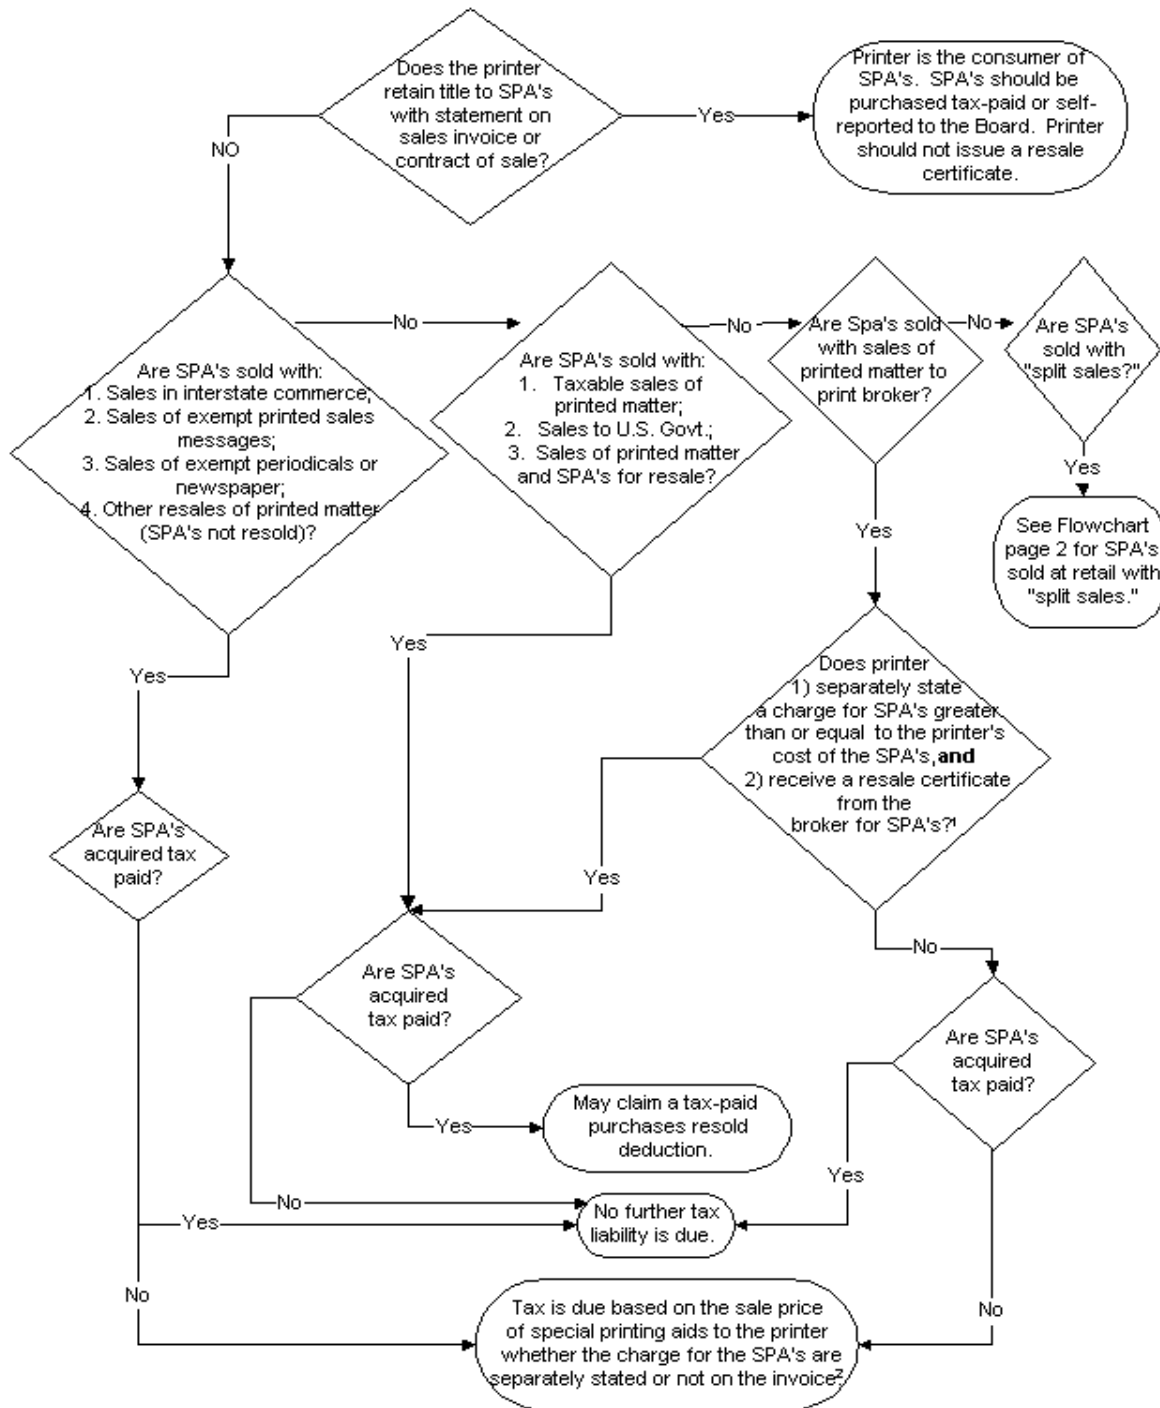 Does the printer
retain title to SPA's
with statement on
sales invoice or
contract of sale?
Yes
Printer is the consumer of
SPA's. SPA's should be
purchased tax-paid or self-
reported to the Board. Printer
should not issue a resale
certificate.
NO
Are SPA's sold with:
1. Sales in interstate commerce;
2. Sales of exempt printed sales
messages;
3. Sales of exempt periodicals or
newspaper;
4. Other resales of printed matter
(SPA's not resold)?
No
Are SPA's sold with:
1. Taxable sales of
printed matter;
2. Sales to U.S. Govt.;
3. Sales of printed matter
and SPA's for resale?
No
Are Spa's sold
with sales of
printed matter to
print broker?
No
Are SPA's
sold with
"split sales?"
Yes
See Flowchart
page 2 for SPA's
sold at retail with
"split sales."
Yes
Does printer
1) separately state
a charge for SPA's greater
than or equal to the printer's
cost of the SPA's, and
2) receive a resale certificate
from the
broker for SPA's?¹
Yes
Yes
Are SPA's
acquired tax
paid?
Yes
Are SPA's
acquired
tax paid?
No
Are SPA's
acquired
tax paid?
Yes
May claim a tax-paid
purchases resold
deduction.
Yes
No
Yes
No further tax
liability is due.
No
No
Tax is due based on the sale price
of special printing aids to the printer
whether the charge for the SPA's are
separately stated or not on the invoice²